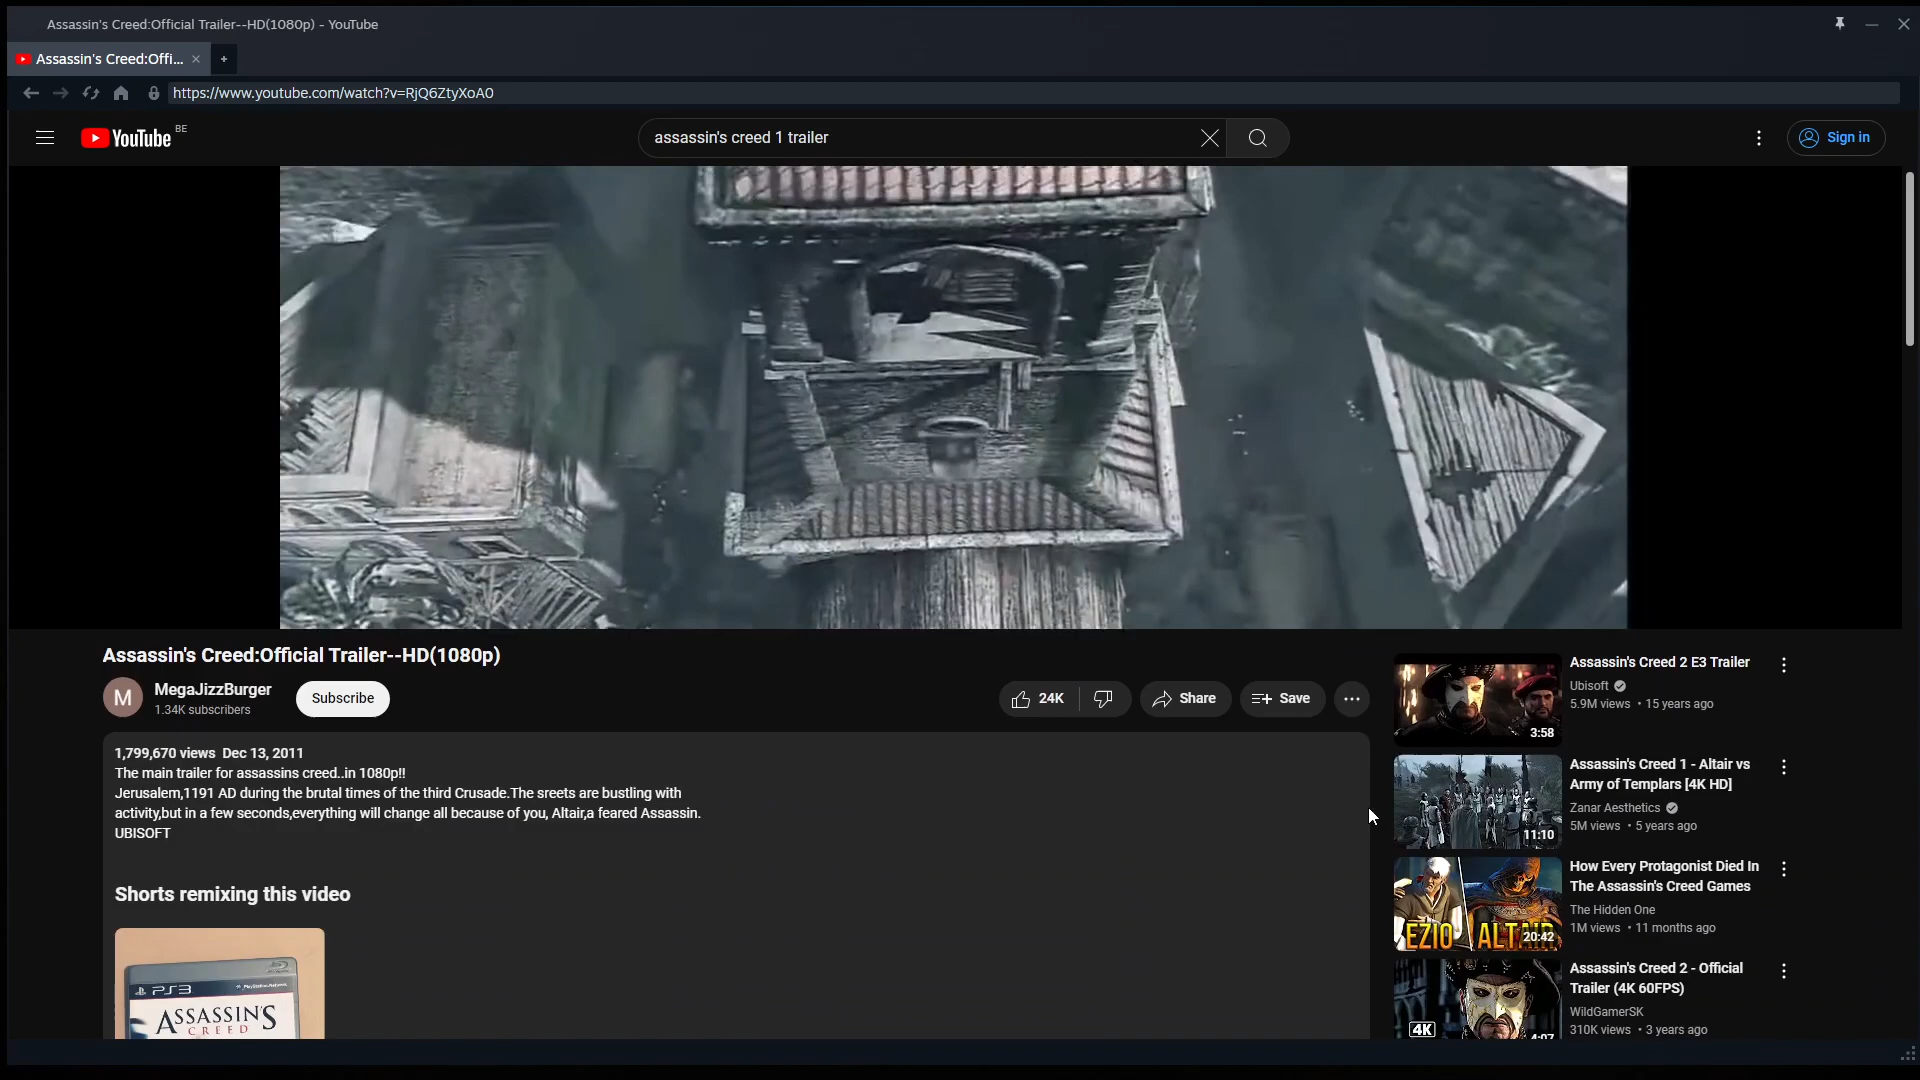 Assassin's Creed:Official Trailer--HD(1080p) - YouTube
Assassin's Creed:Offi...
https://www.youtube.com/watch?v=RjQ6ZtyXoA0
YouTube BE
assassin's creed 1 trailer
Sign in
Assassin's Creed:Official Trailer--HD(1080p)
M
MegaJizzBurger
1.34K subscribers
Subscribe
24K
Share
Save
1,799,670 views Dec 13, 2011
The main trailer for assassins creed..in 1080p!!
Jerusalem,1191 AD during the brutal times of the third Crusade.The sreets are bustling with
activity,but in a few seconds,everything will change all because of you, Altair,a feared Assassin.
UBISOFT
Shorts remixing this video
PS3
PlayStation Network
ASSASSIN'S
CREED
3:58
Assassin's Creed 2 E3 Trailer
Ubisoft
5.9M views • 15 years ago
11:10
Assassin's Creed 1 - Altair vs
Army of Templars [4K HD]
Zanar Aesthetics
5M views • 5 years ago
EZIO
ALTAIR
20:42
How Every Protagonist Died In
The Assassin's Creed Games
The Hidden One
1M views • 11 months ago
4K
4:07
Assassin's Creed 2 - Official
Trailer (4K 60FPS)
WildGamerSK
310K views • 3 years ago